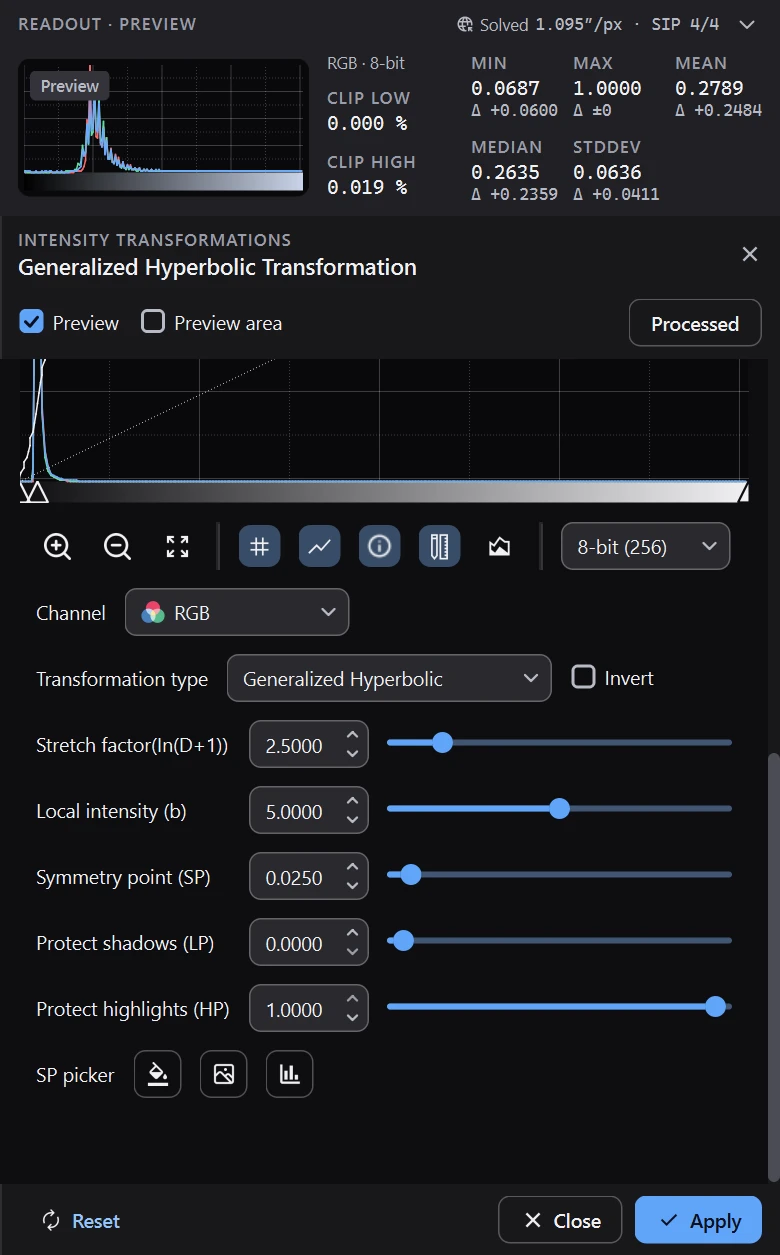 READOUT · PREVIEW
Solved 1.095″/px · SIP 4/4
Preview
RGB · 8-bit
CLIP LOW
0.000 %
CLIP HIGH
0.019 %
MIN MAX MEAN
0.0687 1.0000 0.2789
Δ +0.0600 Δ ±0 Δ +0.2484
MEDIAN STDDEV
0.2635 0.0636
Δ +0.2359 Δ +0.0411
INTENSITY TRANSFORMATIONS
Generalized Hyperbolic Transformation
Preview Preview area Processed
8-bit (256)
Channel RGB
Transformation type Generalized Hyperbolic Invert
Stretch factor(ln(D+1)) 2.5000
Local intensity (b) 5.0000
Symmetry point (SP) 0.0250
Protect shadows (LP) 0.0000
Protect highlights (HP) 1.0000
SP picker
Reset Close Apply